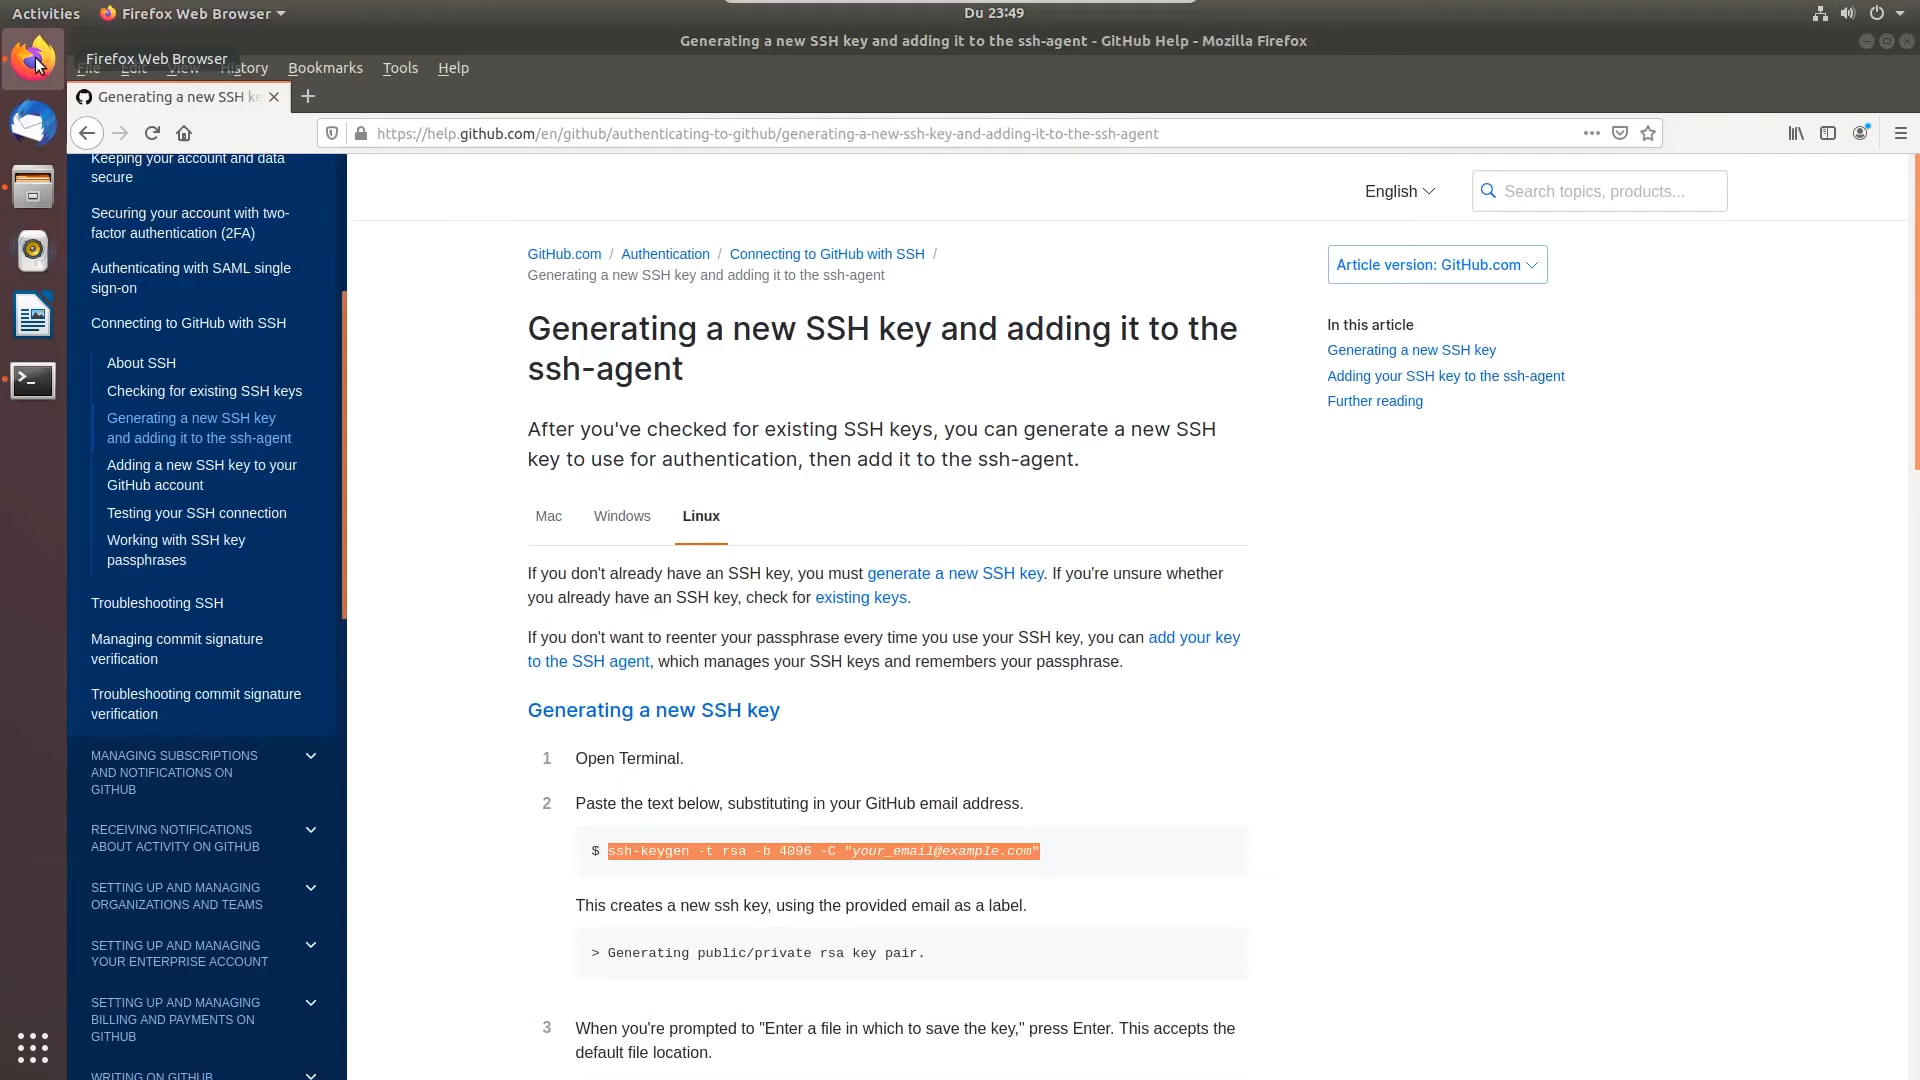 Activities
Firefox Web Browser
Du 23:49
Generating a new SSH key and adding it to the ssh-agent - GitHub Help - Mozilla Firefox
Firefox Web Browser
File Edit View History Bookmarks Tools Help
Generating a new SSH ke
https://help.github.com/en/github/authenticating-to-github/generating-a-new-ssh-key-and-adding-it-to-the-ssh-agent
Keeping your account and data
secure
Securing your account with two-
factor authentication (2FA)
Authenticating with SAML single
sign-on
Connecting to GitHub with SSH
About SSH
Checking for existing SSH keys
Generating a new SSH key
and adding it to the ssh-agent
Adding a new SSH key to your
GitHub account
Testing your SSH connection
Working with SSH key
passphrases
Troubleshooting SSH
Managing commit signature
verification
Troubleshooting commit signature
verification
MANAGING SUBSCRIPTIONS
AND NOTIFICATIONS ON
GITHUB
RECEIVING NOTIFICATIONS
ABOUT ACTIVITY ON GITHUB
SETTING UP AND MANAGING
ORGANIZATIONS AND TEAMS
SETTING UP AND MANAGING
YOUR ENTERPRISE ACCOUNT
SETTING UP AND MANAGING
BILLING AND PAYMENTS ON
GITHUB
WRITING ON GITHUB
English
Search topics, products...
GitHub.com / Authentication / Connecting to GitHub with SSH /
Generating a new SSH key and adding it to the ssh-agent
Generating a new SSH key and adding it to the
ssh-agent
After you've checked for existing SSH keys, you can generate a new SSH
key to use for authentication, then add it to the ssh-agent.
Mac Windows Linux
If you don't already have an SSH key, you must generate a new SSH key. If you're unsure whether
you already have an SSH key, check for existing keys.
If you don't want to reenter your passphrase every time you use your SSH key, you can add your key
to the SSH agent, which manages your SSH keys and remembers your passphrase.
Generating a new SSH key
1 Open Terminal.
2 Paste the text below, substituting in your GitHub email address.
$ ssh-keygen -t rsa -b 4096 -C "your_email@example.com"
This creates a new ssh key, using the provided email as a label.
> Generating public/private rsa key pair.
3 When you're prompted to "Enter a file in which to save the key," press Enter. This accepts the
default file location.
Article version: GitHub.com
In this article
Generating a new SSH key
Adding your SSH key to the ssh-agent
Further reading